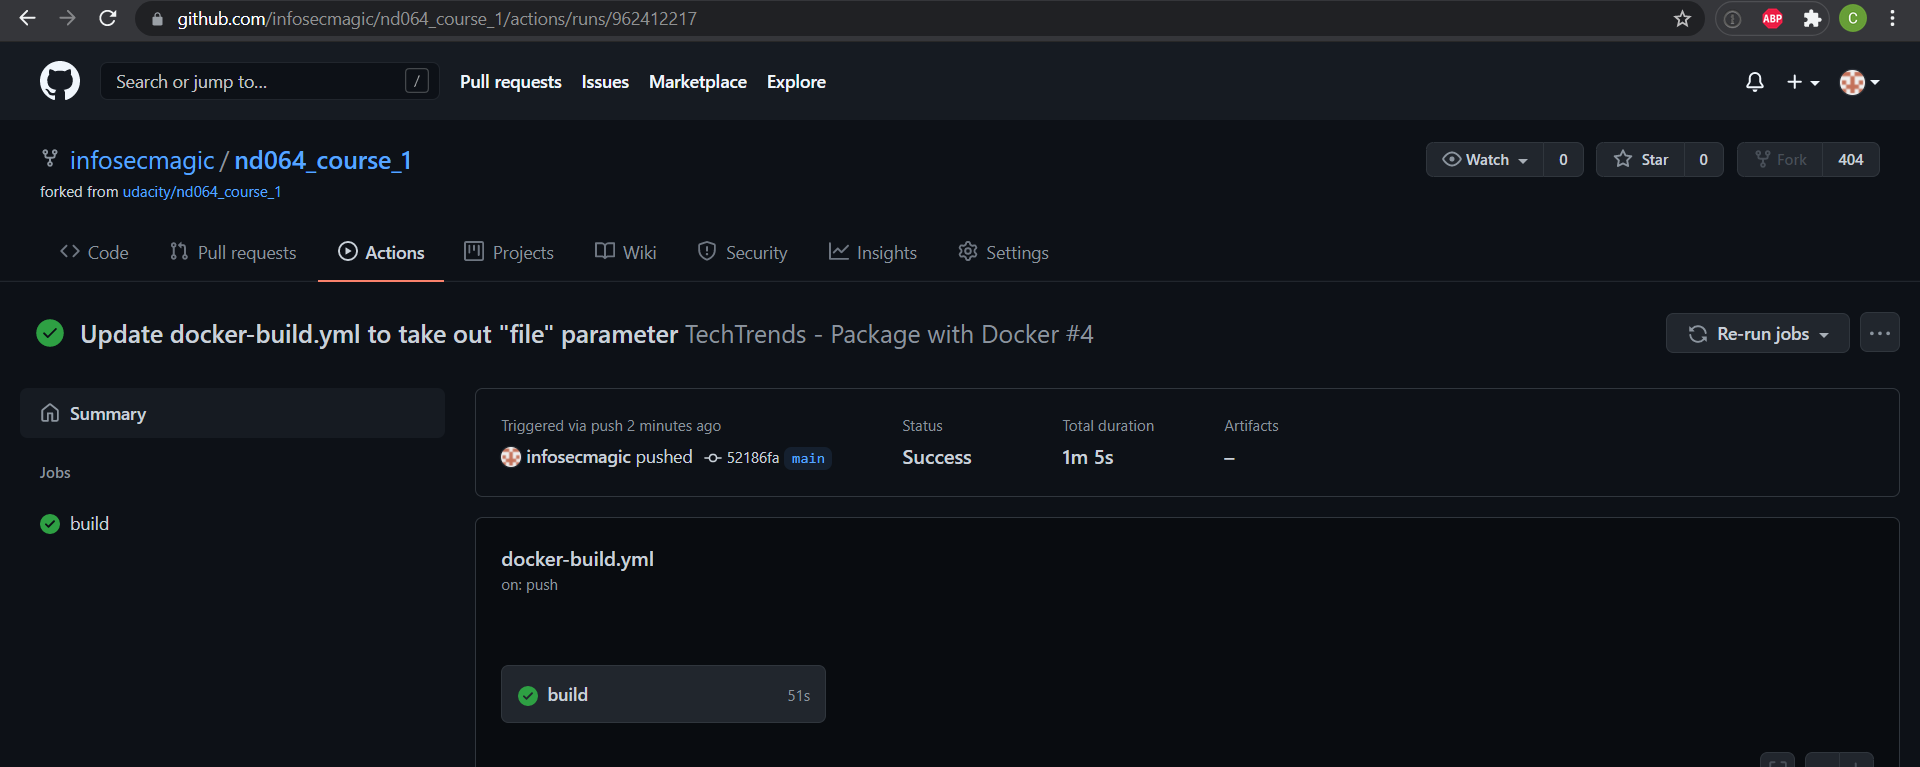 github.com/infosecmagic/nd064_course_1/actions/runs/962412217
ABP
C
Search or jump to... /
Pull requests Issues Marketplace Explore
infosecmagic / nd064_course_1
Watch 0 Star 0 Fork 404
forked from udacity/nd064_course_1
Code Pull requests Actions Projects Wiki Security Insights Settings
Update docker-build.yml to take out "file" parameter TechTrends - Package with Docker #4
Re-run jobs
Summary
Jobs
build
Triggered via push 2 minutes ago Status Total duration Artifacts
infosecmagic pushed 52186fa main Success 1m 5s –
docker-build.yml
on: push
build 51s